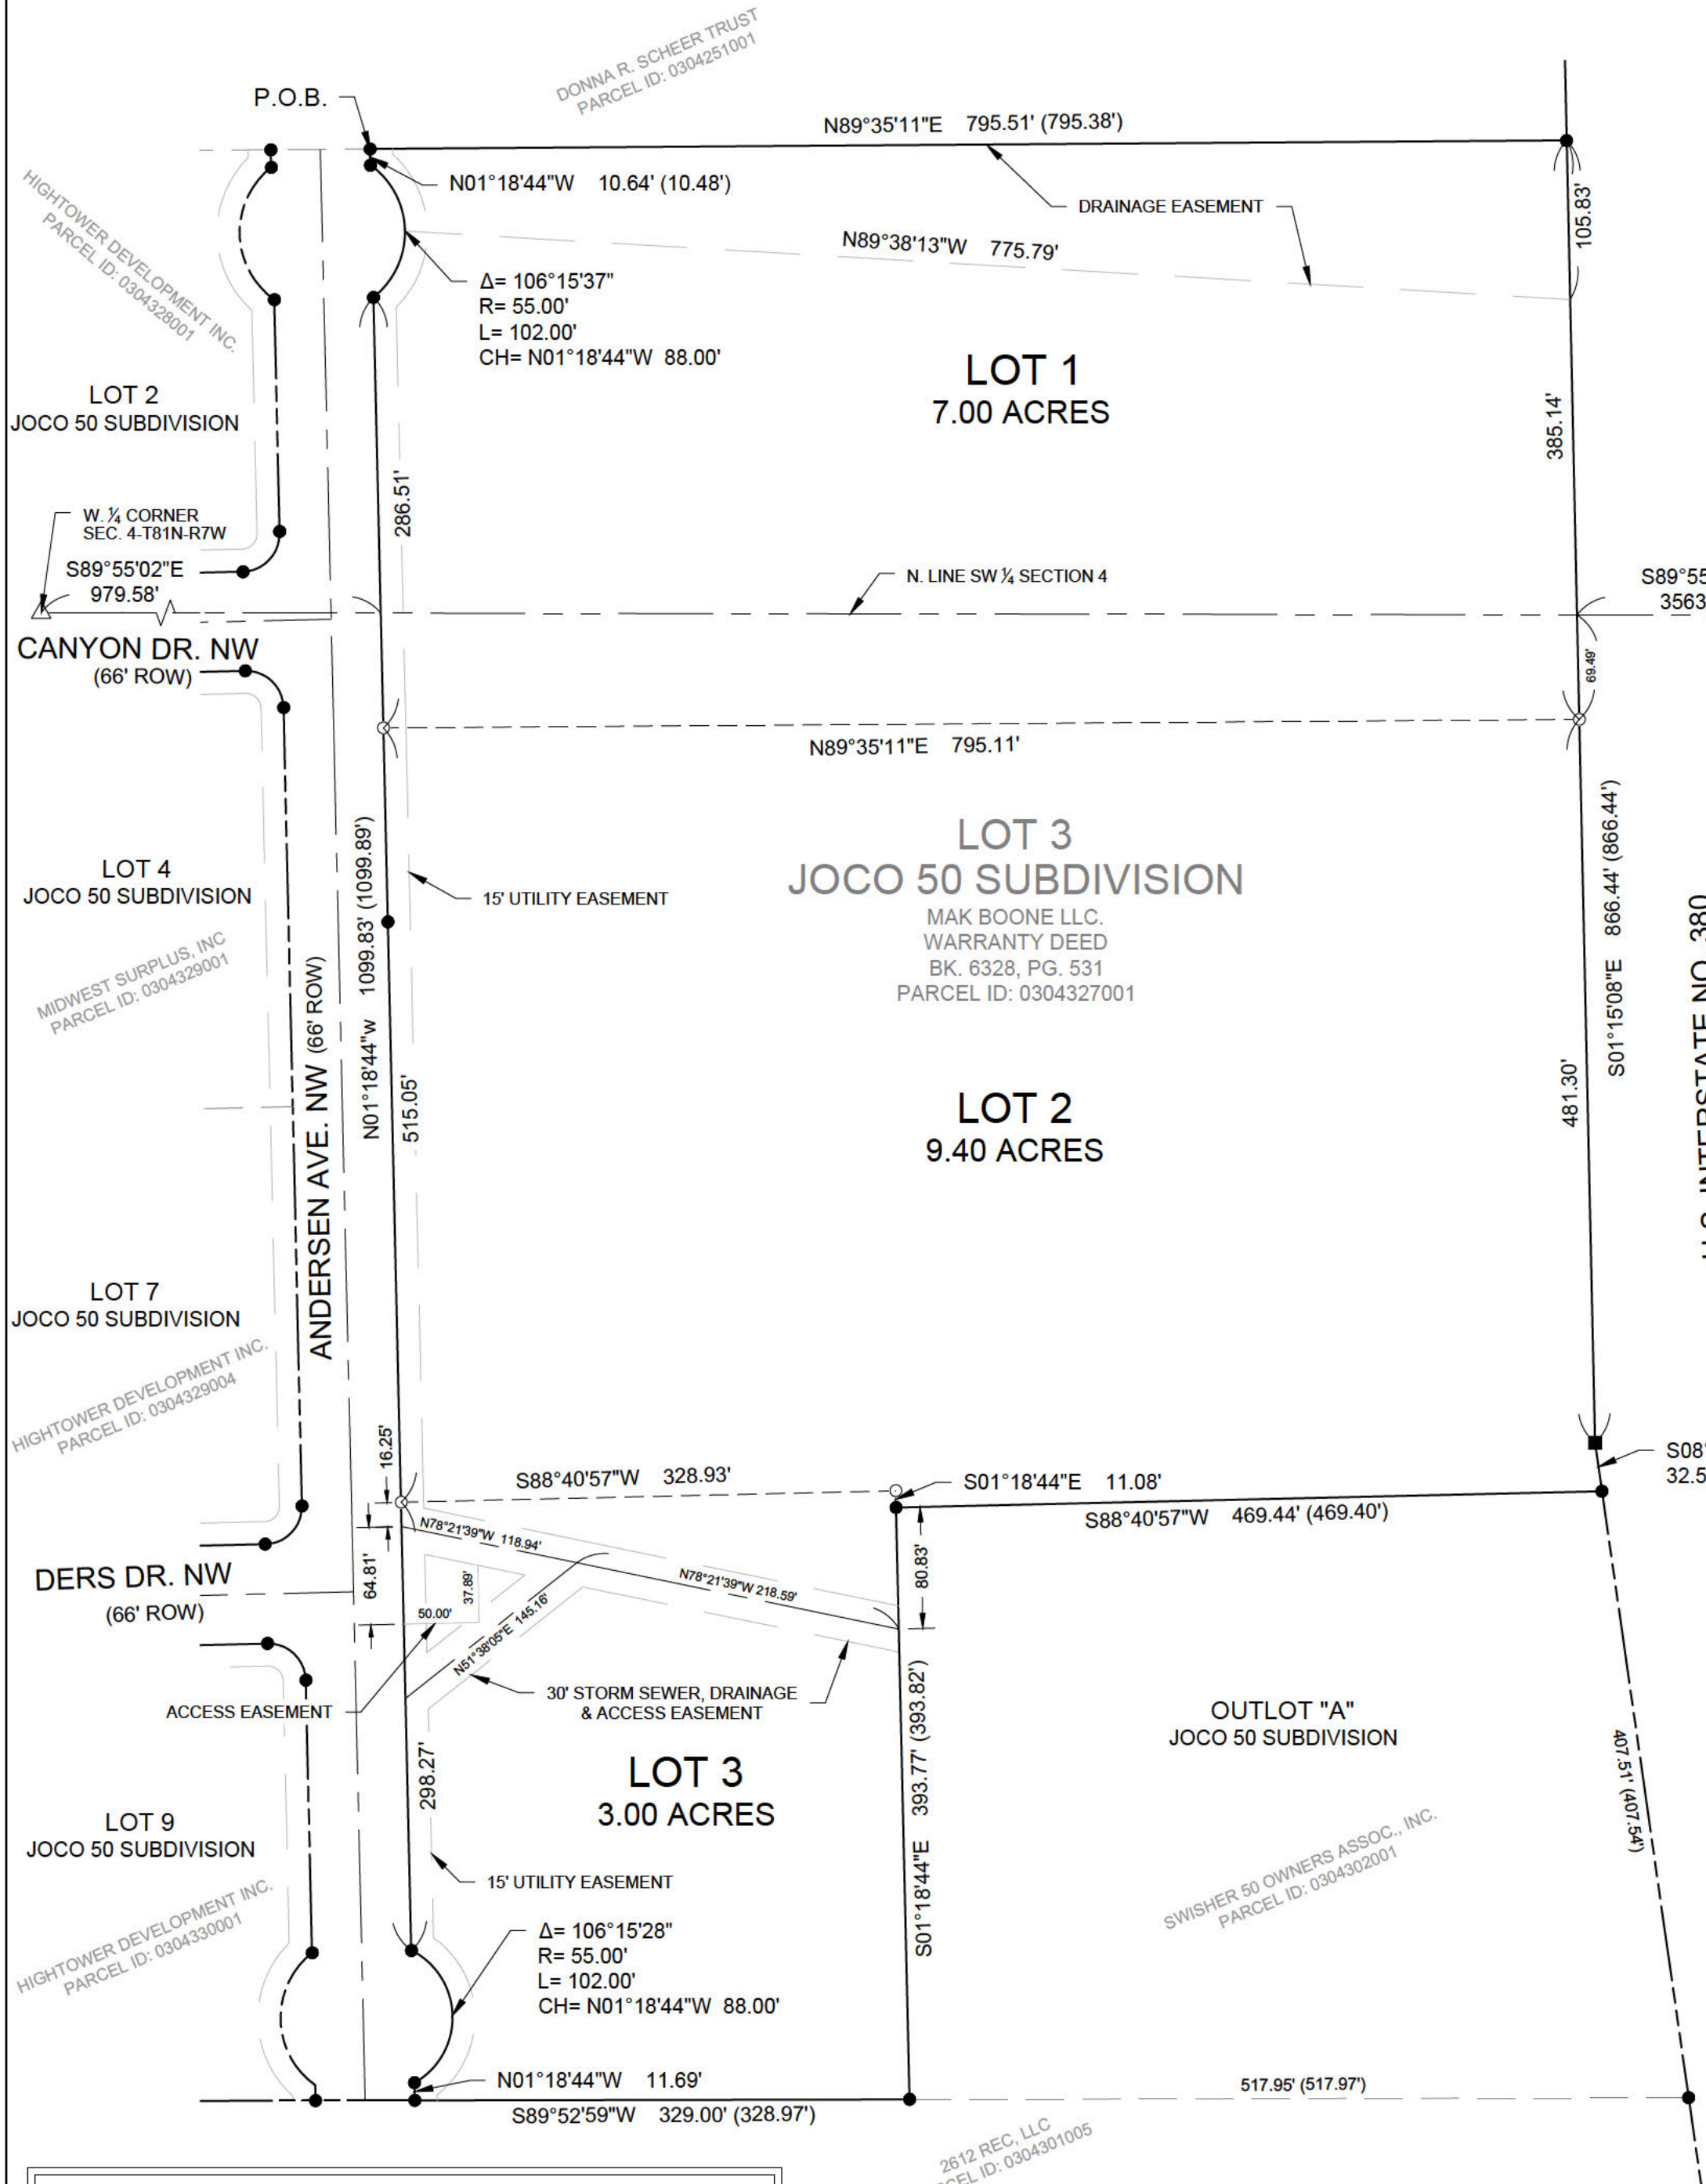 DONNA R. SCHEER TRUST
PARCEL ID: 0304251001
P.O.B.
N89°35'11"E 795.51' (795.38')
N01°18'44"W 10.64' (10.48')
DRAINAGE EASEMENT
105.83'
HIGHTOWER DEVELOPMENT INC.
PARCEL ID: 0304328001
N89°38'13"W 775.79'
Δ= 106°15'37"
R= 55.00'
L= 102.00'
CH= N01°18'44"W 88.00'
LOT 1
7.00 ACRES
LOT 2
JOCO 50 SUBDIVISION
385.14'
286.51'
W. ¼ CORNER
SEC. 4-T81N-R7W
S89°55'02"E
979.58'
N. LINE SW ¼ SECTION 4
S89°55
3563
CANYON DR. NW
(66' ROW)
69.49'
N89°35'11"E 795.11'
LOT 3
JOCO 50 SUBDIVISION
MAK BOONE LLC.
WARRANTY DEED
BK. 6328, PG. 531
PARCEL ID: 0304327001
LOT 4
JOCO 50 SUBDIVISION
15' UTILITY EASEMENT
MIDWEST SURPLUS, INC
PARCEL ID: 0304329001
N01°18'44"w 1099.83' (1099.89')
515.05'
ANDERSEN AVE. NW (66' ROW)
S01°15'08"E 866.44' (866.44')
481.30'
U.S. INTERSTATE NO. 380
LOT 2
9.40 ACRES
LOT 7
JOCO 50 SUBDIVISION
HIGHTOWER DEVELOPMENT INC.
PARCEL ID: 0304329004
16.25'
S88°40'57"W 328.93'
S01°18'44"E 11.08'
S08°
32.5
S88°40'57"W 469.44' (469.40')
N78°21'39"W 118.94'
N78°21'39"W 218.59'
80.83'
64.81'
37.89'
50.00'
N51°38'05"E 145.16'
DERS DR. NW
(66' ROW)
ACCESS EASEMENT
30' STORM SEWER, DRAINAGE
& ACCESS EASEMENT
OUTLOT "A"
JOCO 50 SUBDIVISION
407.51' (407.54')
298.27'
LOT 3
3.00 ACRES
S01°18'44"E 393.77' (393.82')
LOT 9
JOCO 50 SUBDIVISION
15' UTILITY EASEMENT
SWISHER 50 OWNERS ASSOC., INC.
PARCEL ID: 0304302001
HIGHTOWER DEVELOPMENT INC.
PARCEL ID: 0304330001
Δ= 106°15'28"
R= 55.00'
L= 102.00'
CH= N01°18'44"W 88.00'
N01°18'44"W 11.69'
S89°52'59"W 329.00' (328.97')
517.95' (517.97')
2612 REC, LLC
CEL ID: 0304301005